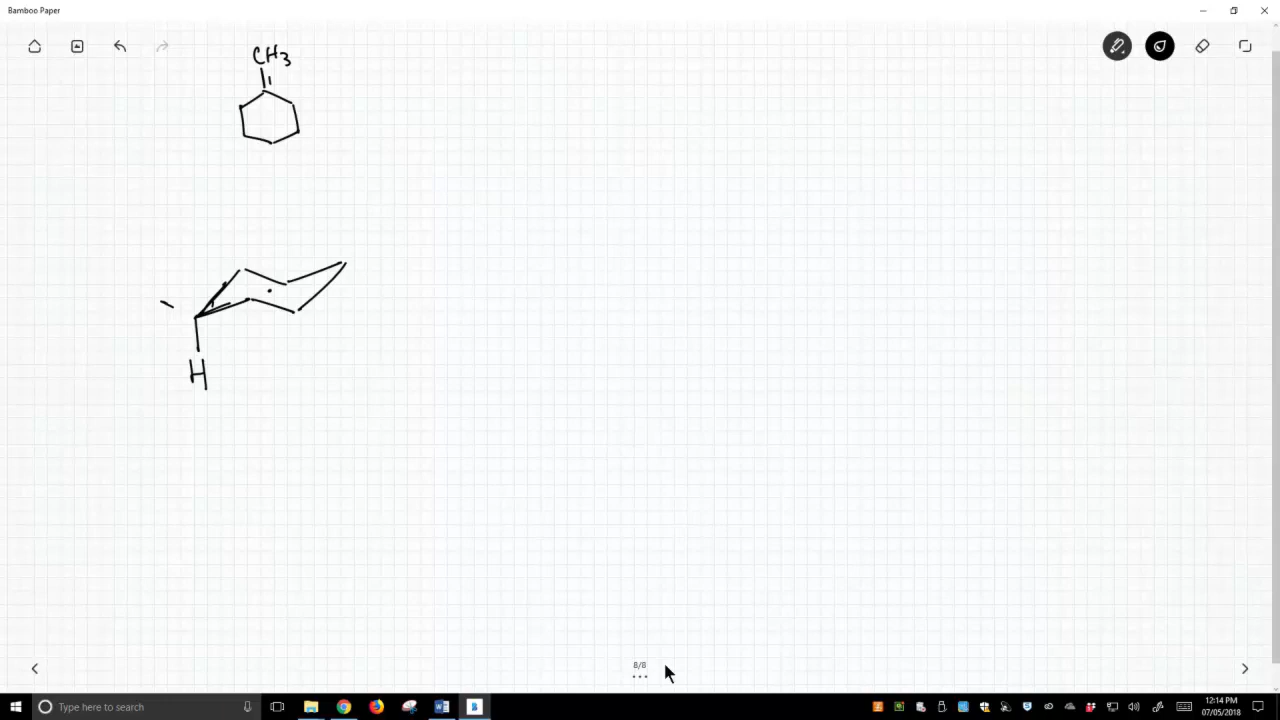 Bamboo Paper
CH3
H
8/8
Type here to search
12:14 PM
07/05/2018